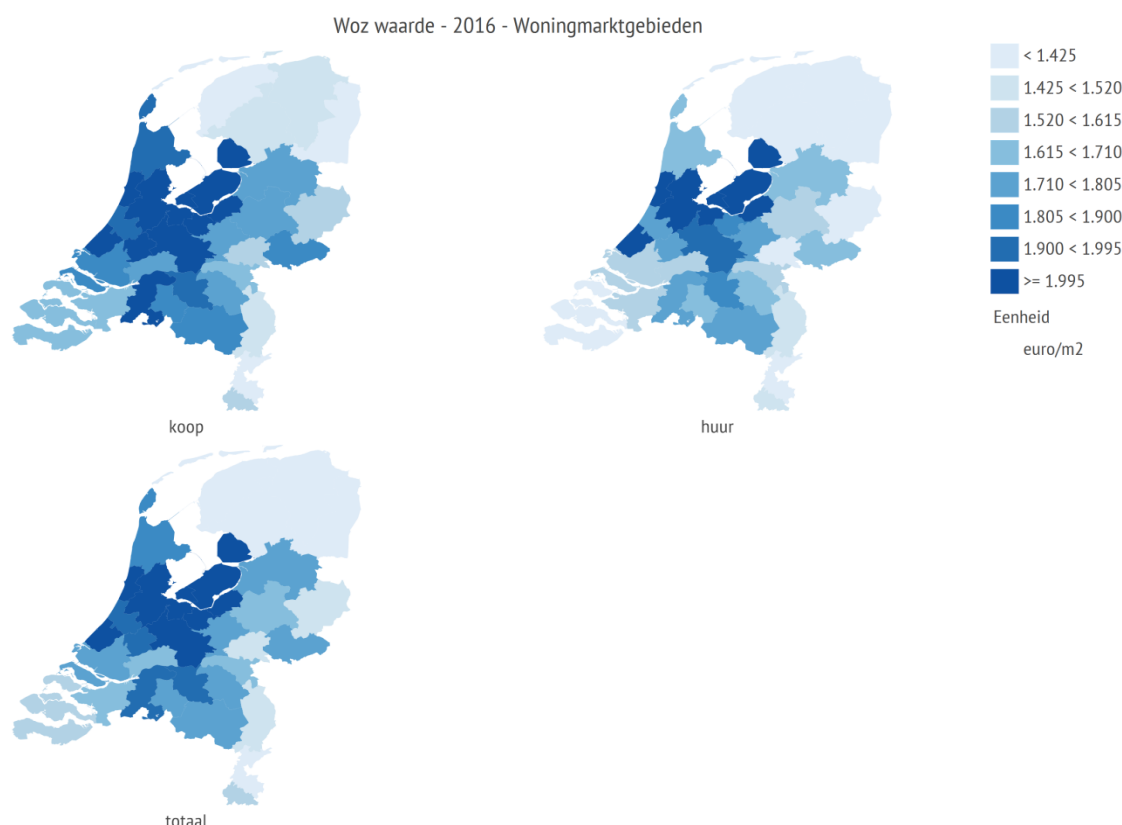 Woz waarde - 2016 - Woningmarktgebieden
< 1.425
1.425 < 1.520
1.520 < 1.615
1.615 < 1.710
1.710 < 1.805
1.805 < 1.900
1.900 < 1.995
>= 1.995
Eenheid
euro/m2
koop
huur
totaal